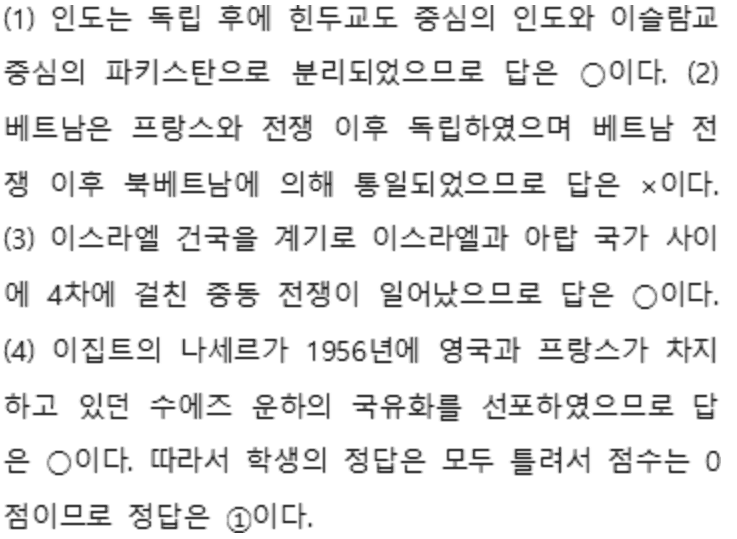 (1) 인도는 독립 후에 힌두교도 중심의 인도와 이슬람교
중심의 파키스탄으로 분리되었으므로 답은 ○이다. (2)
베트남은 프랑스와 전쟁 이후 독립하였으며 베트남 전
쟁 이후 북베트남에 의해 통일되었으므로 답은 ×이다.
(3) 이스라엘 건국을 계기로 이스라엘과 아랍 국가 사이
에 4차에 걸친 중동 전쟁이 일어났으므로 답은 ○이다.
(4) 이집트의 나세르가 1956년에 영국과 프랑스가 차지
하고 있던 수에즈 운하의 국유화를 선포하였으므로 답
은 ○이다. 따라서 학생의 정답은 모두 틀려서 점수는 0
점이므로 정답은 ①이다.